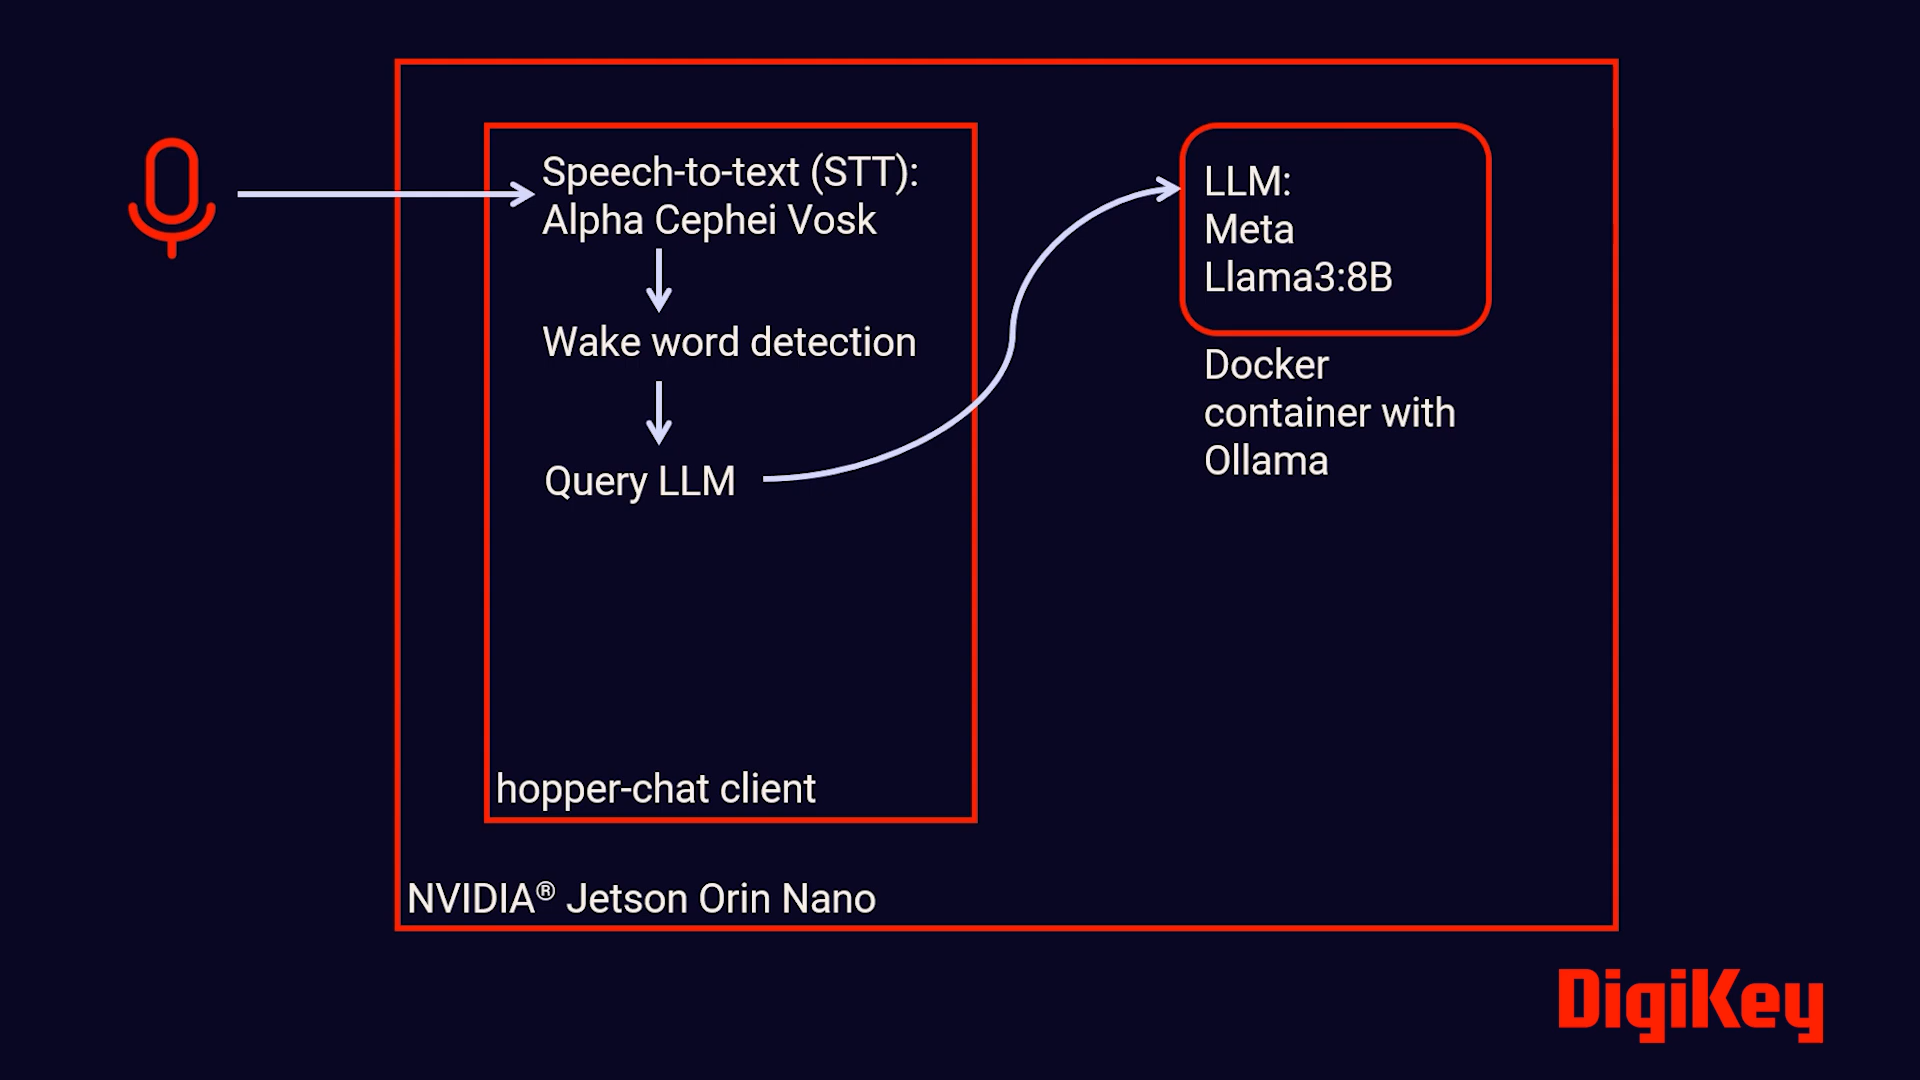 Speech-to-text (STT):
Alpha Cephei Vosk
Wake word detection
Query LLM
hopper-chat client
LLM:
Meta
Llama3:8B
Docker
container with
Ollama
NVIDIA® Jetson Orin Nano
DigiKey